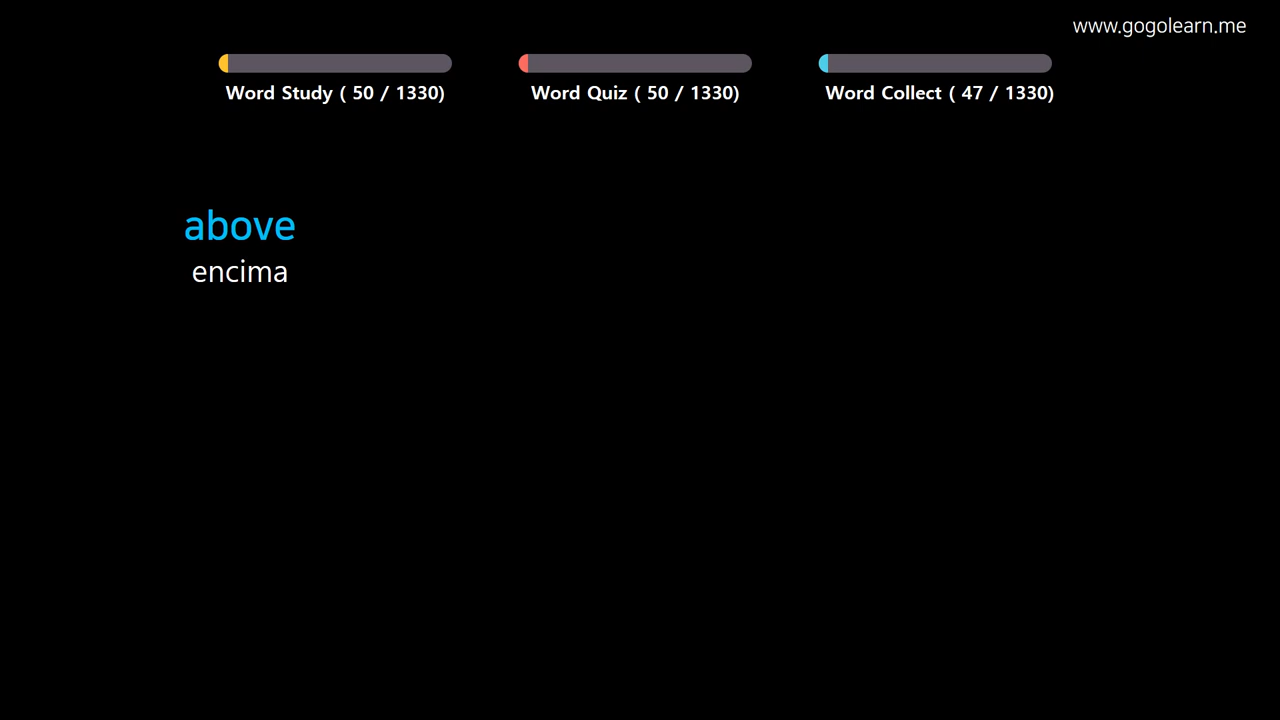 www.gogolearn.me
Word Study ( 50 / 1330)
Word Quiz ( 50 / 1330)
Word Collect ( 47 / 1330)
above
encima